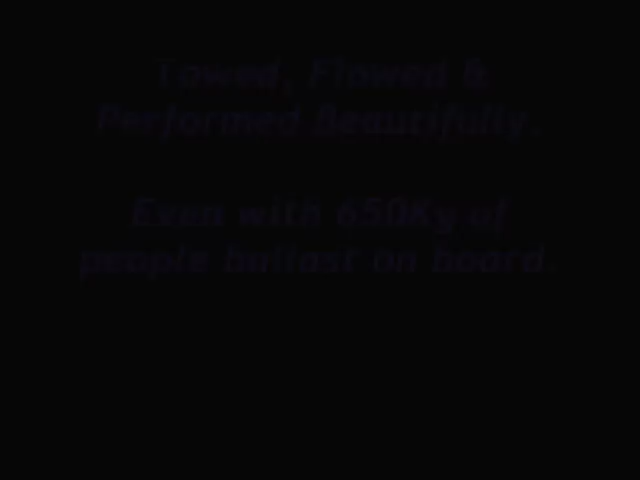 Towed, Flowed &
Performed Beautifully.
Even with 650Kg of
people ballast on board.